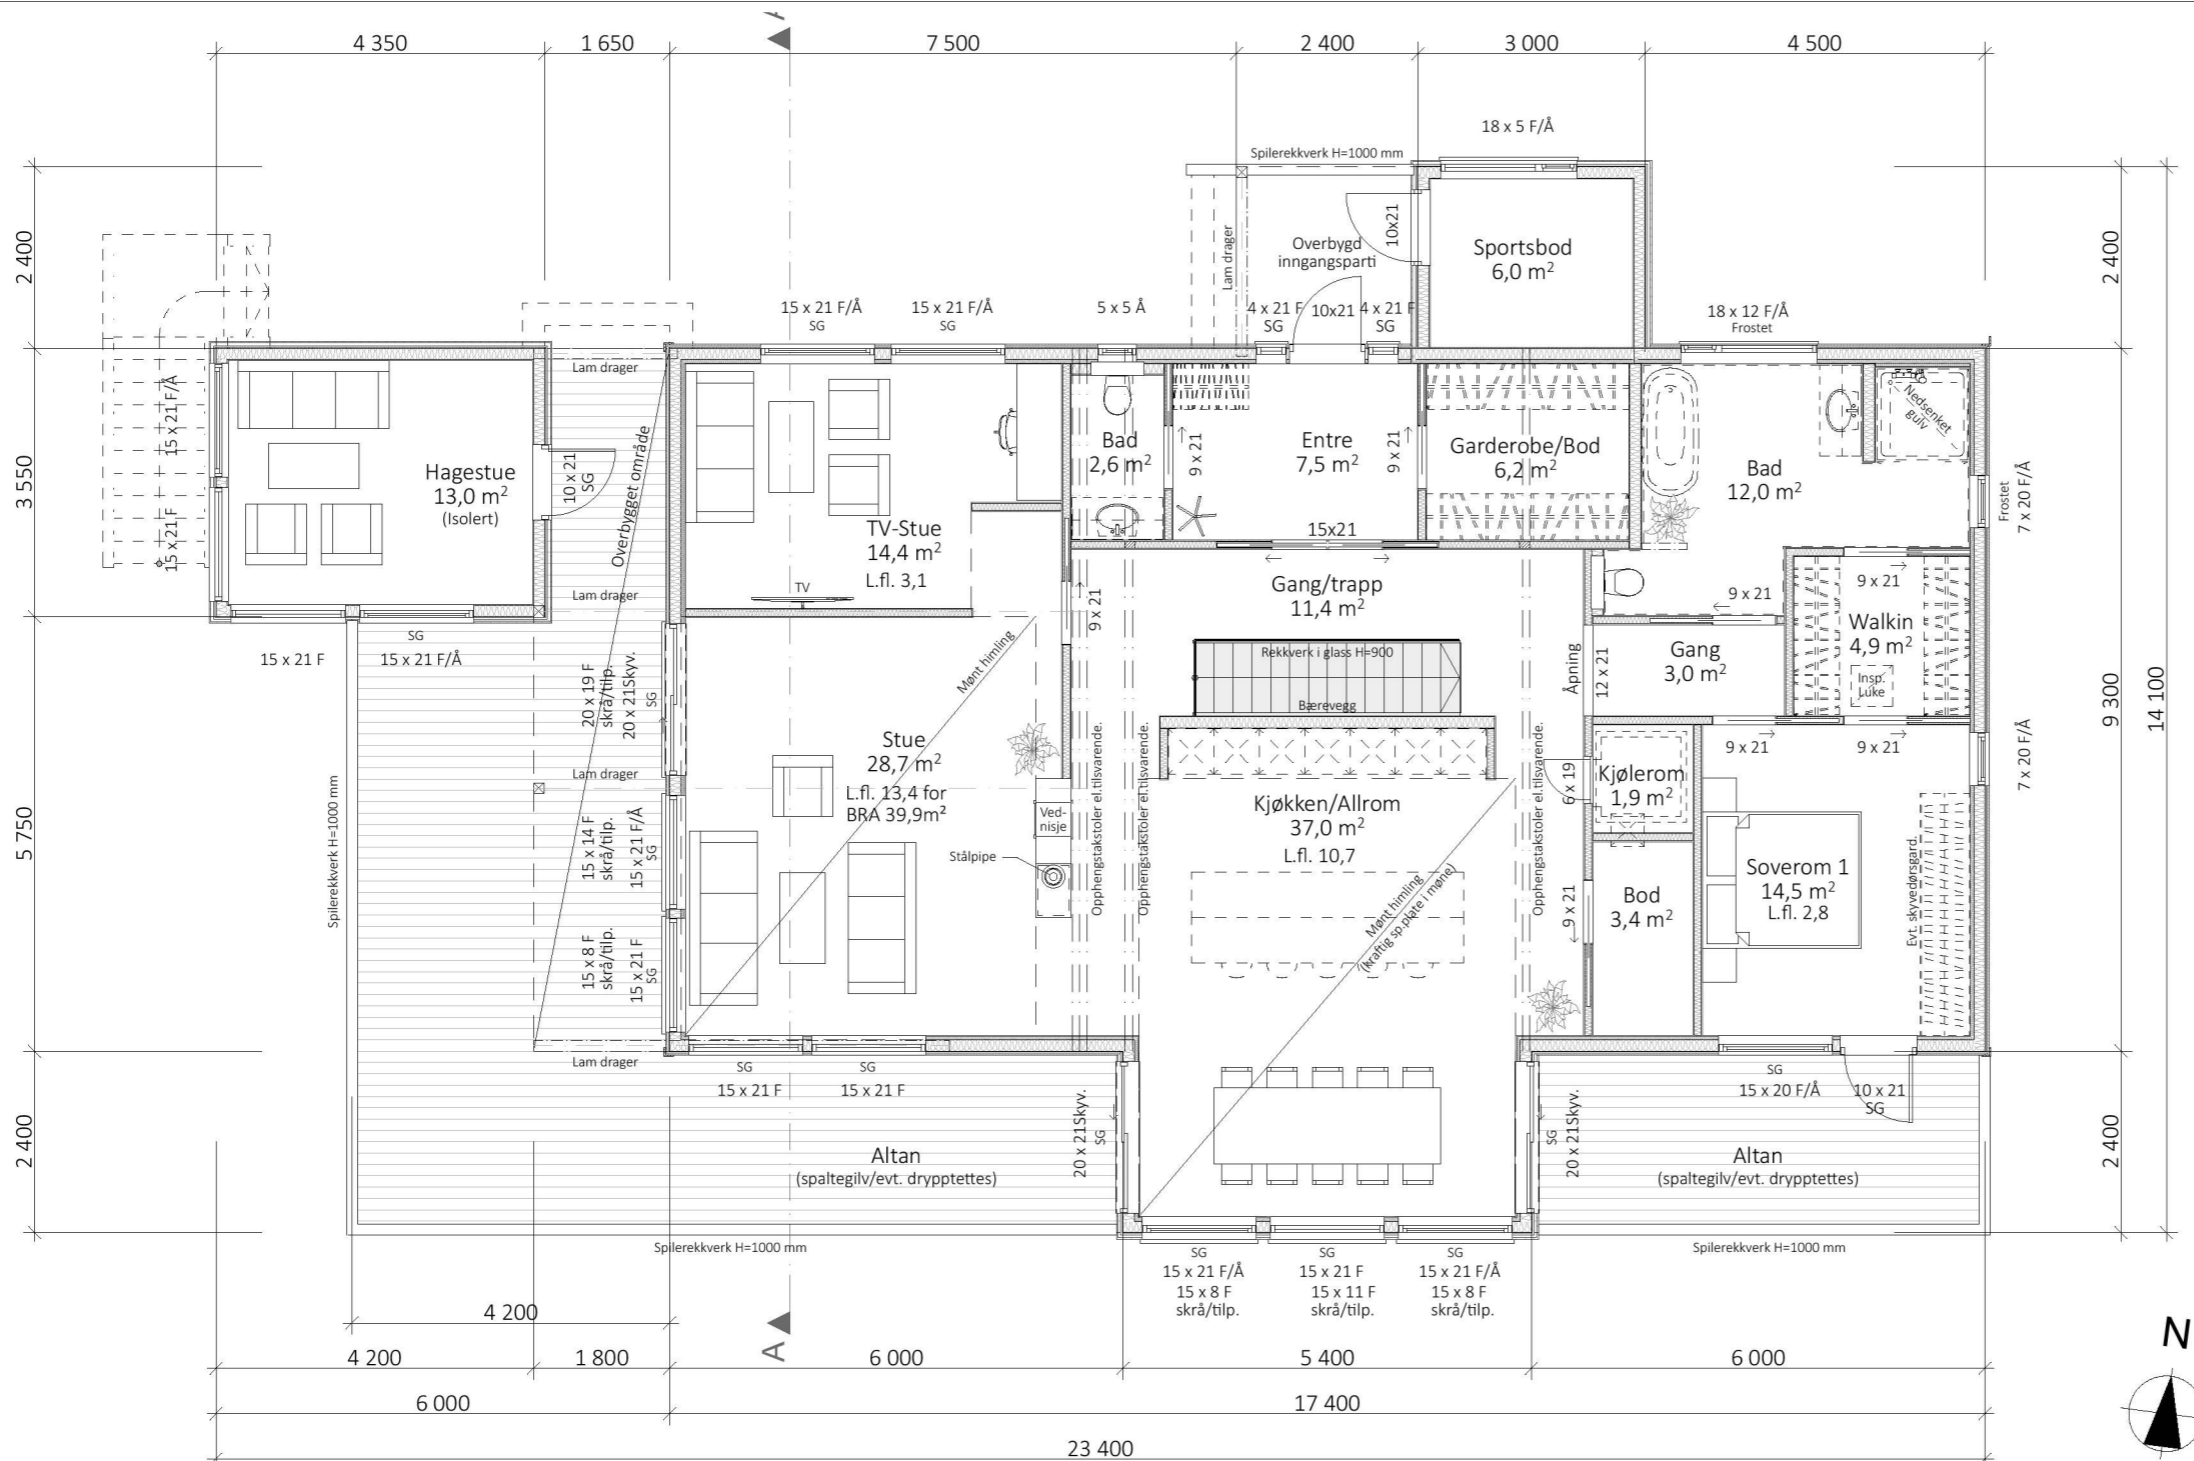 4 350
1 650
7 500
2 400
3 000
4 500
18 x 5 F/Å
Spilerekkverk H=1000 mm
2 400
Lam drager
Overbygd
inngangsparti
10x21
Sportsbod
6,0 m²
2 400
15 x 21 F/Å
SG
15 x 21 F/Å
SG
5 x 5 Å
4 x 21 F
SG
10x21
4 x 21 F
SG
18 x 12 F/Å
Frostet
Lam drager
3 550
15 x 21 F/Å
15 x 21 F
Hagestue
13,0 m²
(Isolert)
10 x 21
SG
Overbygget område
TV-Stue
14,4 m²
L.fl. 3,1
TV
Bad
2,6 m²
9 x 21
Entre
7,5 m²
9 x 21
15x21
Garderobe/Bod
6,2 m²
Bad
12,0 m²
Nedsenket
gulv
Frostet
7 x 20 F/Å
Lam drager
9 x 21
Gang/trapp
11,4 m²
9 x 21
9 x 21
Walkin
4,9 m²
Insp.
Luke
SG
15 x 21 F
15 x 21 F/Å
20 x 19 F
skrå/tilp.
20 x 21Skyv.
SG
Mønt himling
Rekkverk i glass H=900
Bærevegg
Åpning
12 x 21
Gang
3,0 m²
9 300
14 100
Stue
28,7 m²
L.fl. 13,4 for
BRA 39,9m²
Lam drager
Spilerekkverk H=1000 mm
5 750
15 x 14 F
skrå/tilp.
15 x 21 F/Å
SG
Ved-
nisje
Stålpipe
Opphengstakstoler el.tilsvarende.
Opphengstakstoler el.tilsvarende.
Kjøkken/Allrom
37,0 m²
L.fl. 10,7
Mønt himling
(kraftig sp.plate i møne)
Opphengstakstoler el.tilsvarende.
6 x 19
Kjølerom
1,9 m²
9 x 21
9 x 21
7 x 20 F/Å
15 x 8 F
skrå/tilp.
15 x 21 F
SG
9 x 21
Bod
3,4 m²
Soverom 1
14,5 m²
L.fl. 2,8
Evt. skyvedørsgard.
Lam drager
SG
15 x 21 F
SG
15 x 21 F
SG
15 x 20 F/Å
10 x 21
SG
2 400
Altan
(spaltegilv/evt. drypptettes)
20 x 21Skyv.
SG
SG
20 x 21Skyv.
Altan
(spaltegilv/evt. drypptettes)
2 400
Spilerekkverk H=1000 mm
Spilerekkverk H=1000 mm
SG
15 x 21 F/Å
15 x 8 F
skrå/tilp.
SG
15 x 21 F
15 x 11 F
skrå/tilp.
SG
15 x 21 F/Å
15 x 8 F
skrå/tilp.
4 200
A
N
4 200
1 800
6 000
5 400
6 000
6 000
17 400
23 400